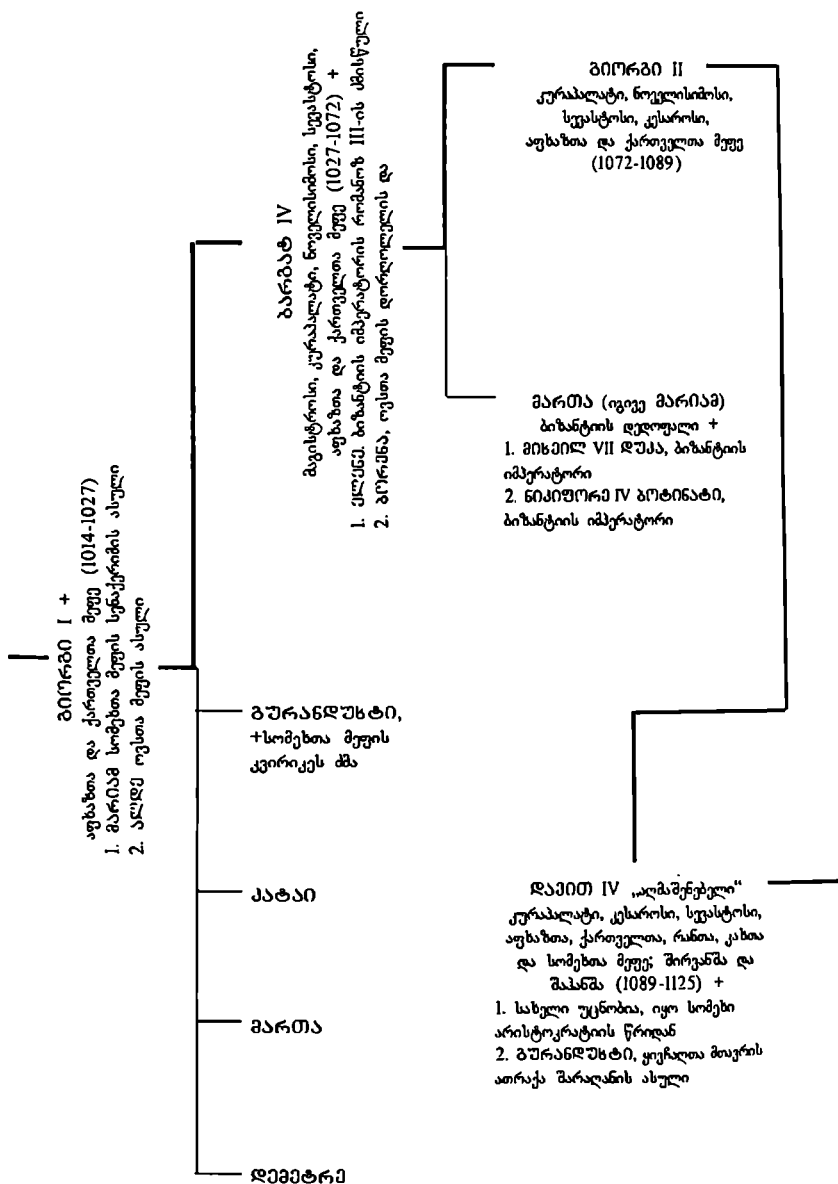 გიორგი I +
აფხაზთა და ქართველთა მეფე (1014-1027)
1. მარიამ სომეხთა მეფის სენაქერიმის ასული
2. ალდე ოვსთა მეფის ასული
ბარგატ IV
მაგისტროსი, კურაპალატი, ნოველისიმოსი, სევასტოსი,
აფხაზთა და ქართველთა მეფე (1027-1072) +
1. ელენე. ბიზანტიის იმპერატორის რომანოზ III-ის ძმისწული
2. ბორენა, ოვსთა მეფის დორღოლელის და
გურანდუხტი,
+სომეხთა მეფის
კვირიკეს ძმა
კატაი
მართა
დემეტრე
გიორგი II
კურაპალატი, ნოველისიმოსი,
სევასტოსი, კესაროსი,
აფხაზთა და ქართველთა მეფე
(1072-1089)
მართა (იგივე მარიამ)
ბიზანტიის დედოფალი +
1. მიხეილ VII დუკა, ბიზანტიის
იმპერატორი
2. ნიკიფორე IV ბოტინატი,
ბიზანტიის იმპერატორი
დავით IV „აღმაშენებელი“
კურაპალატი, კესაროსი, სევასტოსი,
აფხაზთა, ქართველთა, რანთა, კახთა
და სომეხთა მეფე; შირვანშა და
შაჰანშა (1089-1125) +
1. სახელი უცნობია, იყო სომეხი
არისტოკრატიის წრიდან
2. გურანდუხტი, ყივჩაღთა მთავრის
ათრაქა შარაღანის ასული